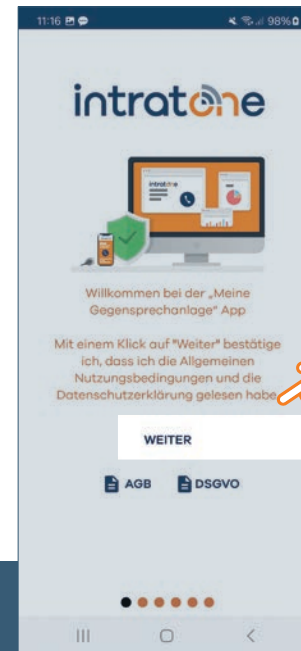 11:16
98%
intratone
intratone
Willkommen bei der „Meine
Gegensprechanlage" App
Mit einem Klick auf "Weiter" bestätige
ich, dass ich die Allgemeinen
Nutzungsbedingungen und die
Datenschutzerklärung gelesen habe.
WEITER
AGB DSGVO